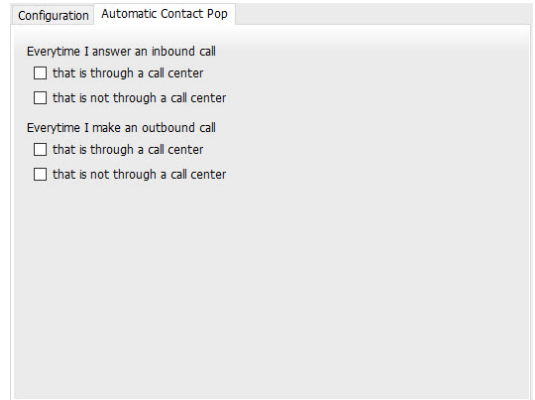 Configuration Automatic Contact Pop
Everytime I answer an inbound call
that is through a call center
that is not through a call center
Everytime I make an outbound call
that is through a call center
that is not through a call center